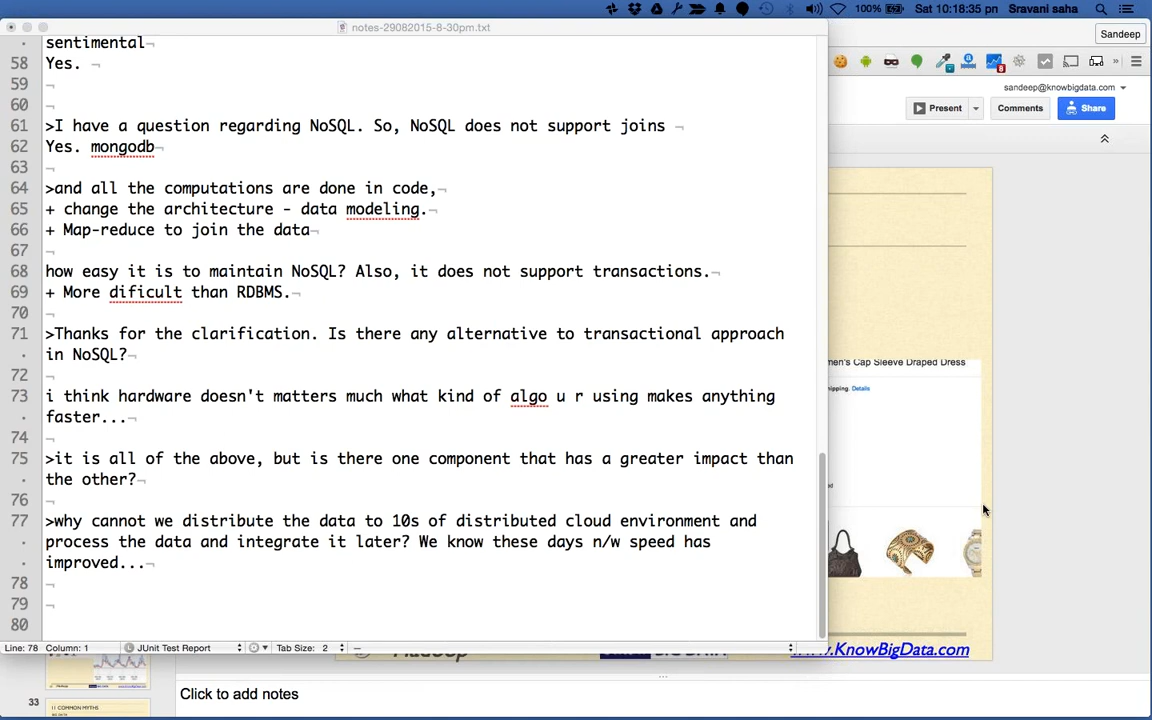 100% Sat 10:18:35 pm Sravani saha
notes-29082015-8-30pm.txt
Sandeep
sandeep@knowbigdata.com
Present Comments Share
sentimental¬
58 Yes. ¬
59 ¬
60 ¬
61 >I have a question regarding NoSQL. So, NoSQL does not support joins ¬
62 Yes. mongodb¬
63 ¬
64 >and all the computations are done in code,¬
65 + change the architecture - data modeling.¬
66 + Map-reduce to join the data¬
67 ¬
68 how easy it is to maintain NoSQL? Also, it does not support transactions.¬
69 + More dificult than RDBMS.¬
70 ¬
71 >Thanks for the clarification. Is there any alternative to transactional approach
in NoSQL?¬
72 ¬
73 i think hardware doesn't matters much what kind of algo u r using makes anything
faster...¬
74 ¬
75 >it is all of the above, but is there one component that has a greater impact than
the other?¬
76 ¬
77 >why cannot we distribute the data to 10s of distributed cloud environment and
process the data and integrate it later? We know these days n/w speed has
improved...¬
78 ¬
79 ¬
80
men's Cap Sleeve Draped Dress
hipping. Details
Line: 78 Column: 1 JUnit Test Report Tab Size: 2 —
.KnowBigData.com
Click to add notes
33
11 COMMON MYTHS